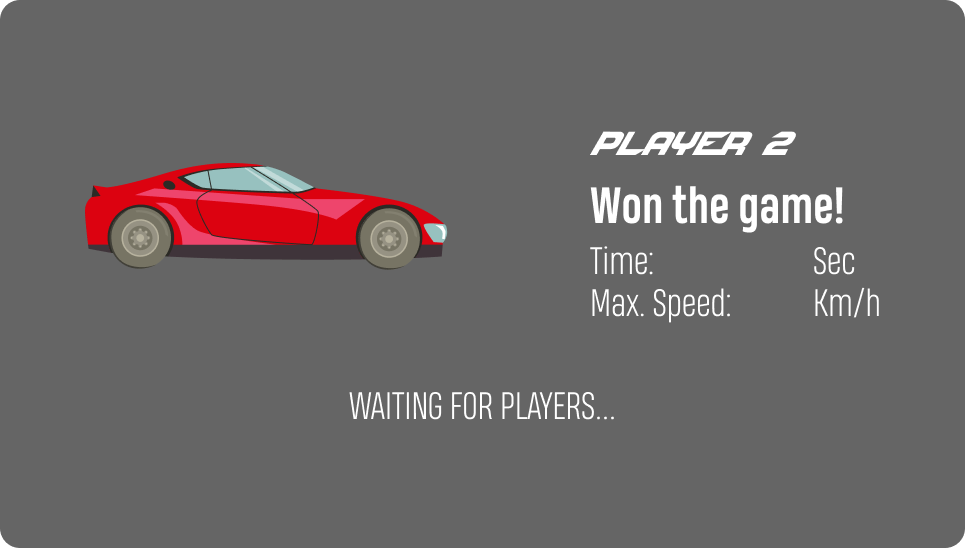 PLAYER 2
Won the game!
Time: Sec
Max. Speed: Km/h
WAITING FOR PLAYERS...